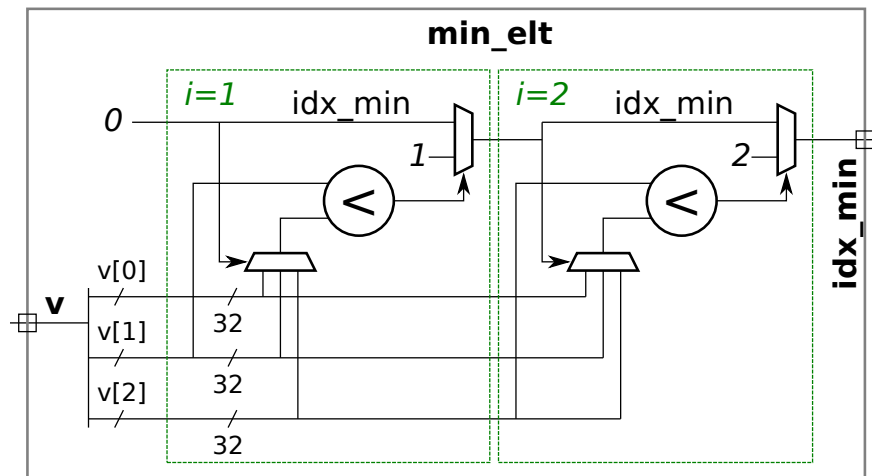 min_elt
i=1
idx_min
i=2
idx_min
0
1
2
<
<
idx_min
v[0]
v
32
v[1]
32
v[2]
32